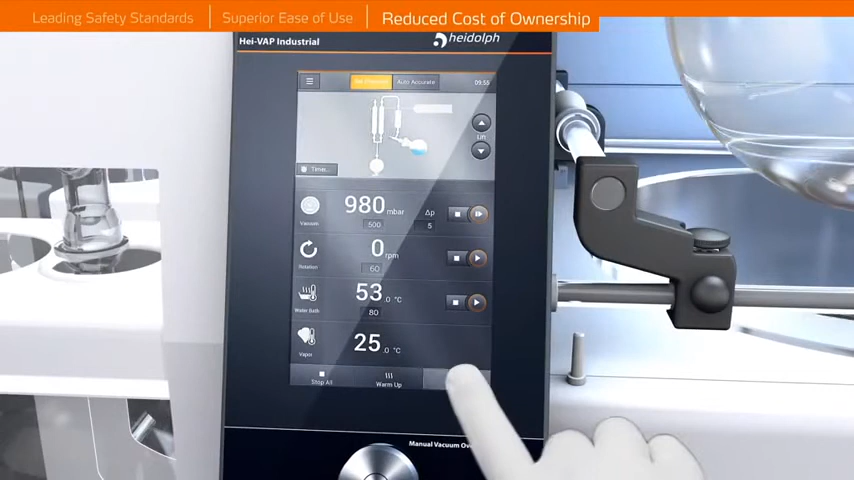 Leading Safety Standards
Superior Ease of Use
Reduced Cost of Ownership
Hei-VAP Industrial
heidolph
Auto Accurate
09:55
Lift
Timer...
Vacuum
980 mbar
500
Δp
5
Rotation
0 rpm
60
Water Bath
53.0 °C
80
Vapor
25.0 °C
Stop All
Warm Up
Manual Vacuum